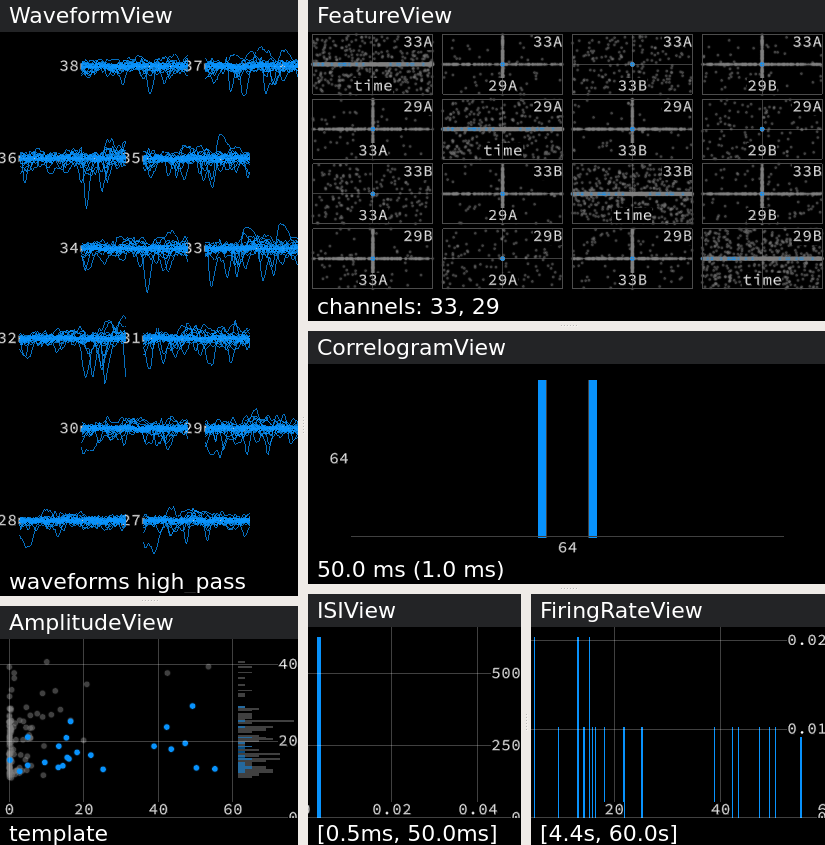 WaveformView
38 37
36 35
34 33
32 31
30 29
28 27
waveforms high_pass
FeatureView
33A 33A 33A 33A
time 29A 33B 29B
29A 29A 29A 29A
33A time 33B 29B
33B 33B 33B 33B
33A 29A time 29B
29B 29B 29B 29B
33A 29A 33B time
channels: 33, 29
CorrelogramView
64
64
50.0 ms (1.0 ms)
AmplitudeView
40
20
0 20 40 60 0
template
ISIView
500
250
0.02 0.04 0
[0.5ms, 50.0ms]
FiringRateView
0.02
0.01
20 40 6
[4.4s, 60.0s]